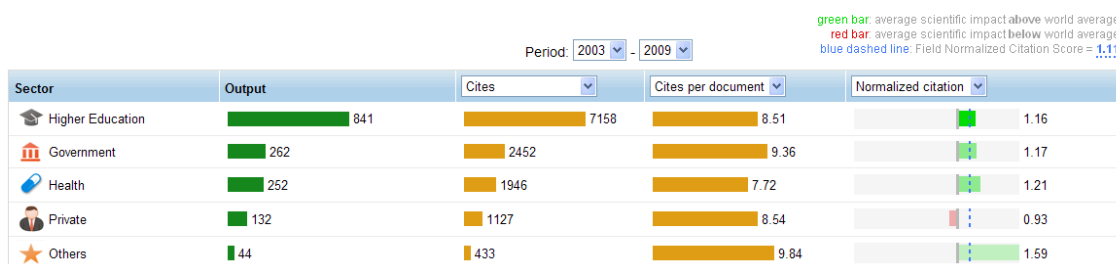 green bar: average scientific impact above world average
red bar: average scientific impact below world average
Period: 2003 - 2009
blue dashed line: Field Normalized Citation Score = 1.11
Sector Output Cites Cites per document Normalized citation
Higher Education 841 7158 8.51 1.16
Government 262 2452 9.36 1.17
Health 252 1946 7.72 1.21
Private 132 1127 8.54 0.93
Others 44 433 9.84 1.59